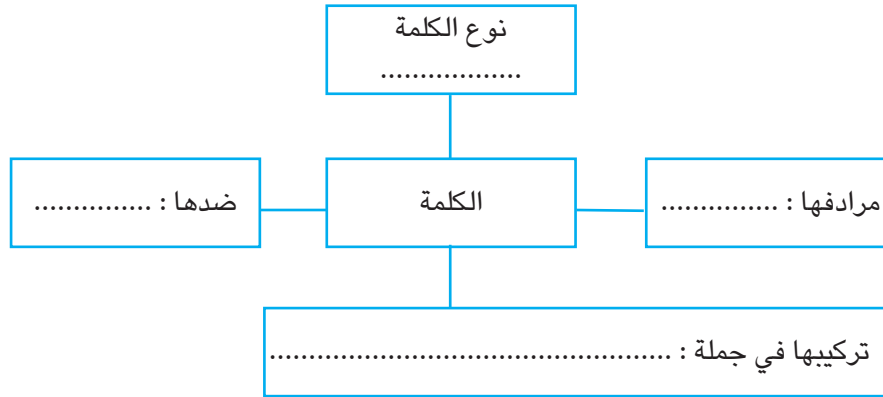 نوع الكلمة
..................
مرادفها : ...............
الكلمة
ضدها : ...............
تركيبها في جملة : ...................................................